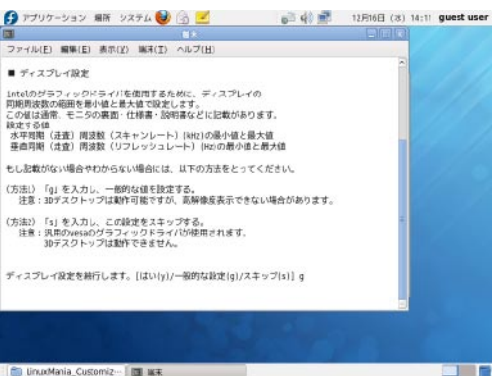 アプリケーション 場所 システム 12月16日 (水) 14:11 guest user
端末
ファイル(F) 編集(E) 表示(V) 端末(T) ヘルプ(H)
■ ディスプレイ設定
Intelのグラフィックドライバを使用するために、ディスプレイの
同期周波数の範囲を最小値と最大値で設定します。
この値は通常、モニタの裏面・仕様書・説明書などに記載があります。
設定する値
水平同期（走査）周波数（スキャンレート）(kHz)の最小値と最大値
垂直同期（走査）周波数（リフレッシュレート）(Hz)の最小値と最大値
もし記載がない場合やわからない場合には、以下の方法をとってください。
(方法1) 「g」を入力し、一般的な値を設定する。
注意：3Dデスクトップは動作可能ですが、高解像度表示できない場合があります。
(方法2) 「s」を入力し、この設定をスキップする。
注意：汎用のvesaのグラフィックドライバが使用されます。
3Dデスクトップは動作できません。
ディスプレイ設定を続行します。[はい(y)/一般的な設定(g)/スキップ(s)] g
LinuxMania_Customiz… 端末